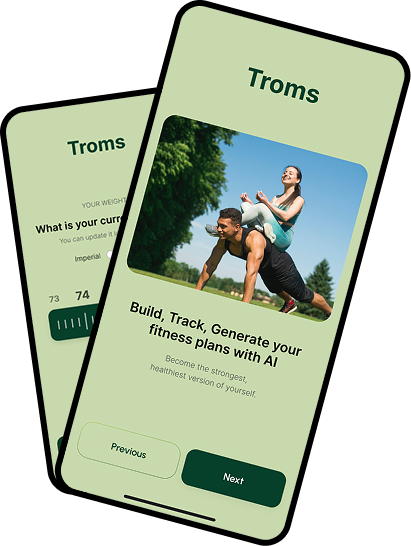 Troms
Build, Track, Generate your
fitness plans with AI
Become the strongest,
healthiest version of yourself.
Previous
Next
Troms
YOUR WEIGHT
What is your
You can update it
Imperial
73 74